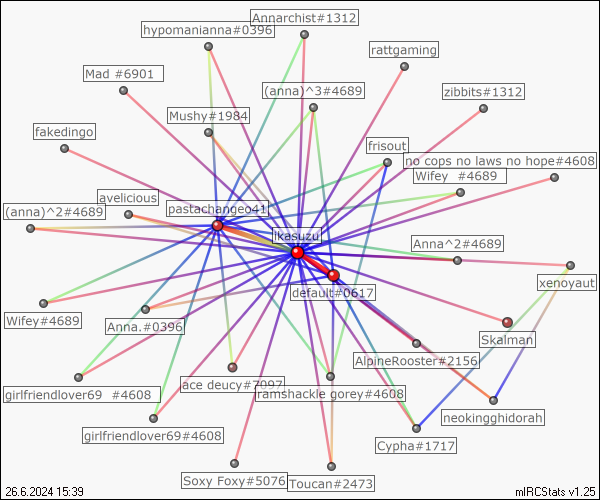 Annarchist#1312
hypomanianna#0396
rattgaming
Mad #6901
(anna)^3#4689
zibbits#1312
Mushy#1984
fakedingo
frisout
no cops no laws no hope#4608
Wifey #4689
avelicious
(anna)^2#4689
pastachangeo41
ikasuzu
Anna^2#4689
xenoyaut
default#0617
Wifey#4689
Anna.#0396
Skalman
AlpineRooster#2156
ace deucy#7097
girlfriendlover69 #4608
ramshackle gorey#4608
neokingghidorah
girlfriendlover69#4608
Cypha#1717
Soxy Foxy#5076
Toucan#2473
26.6.2024 15:39
mIRCStats v1.25